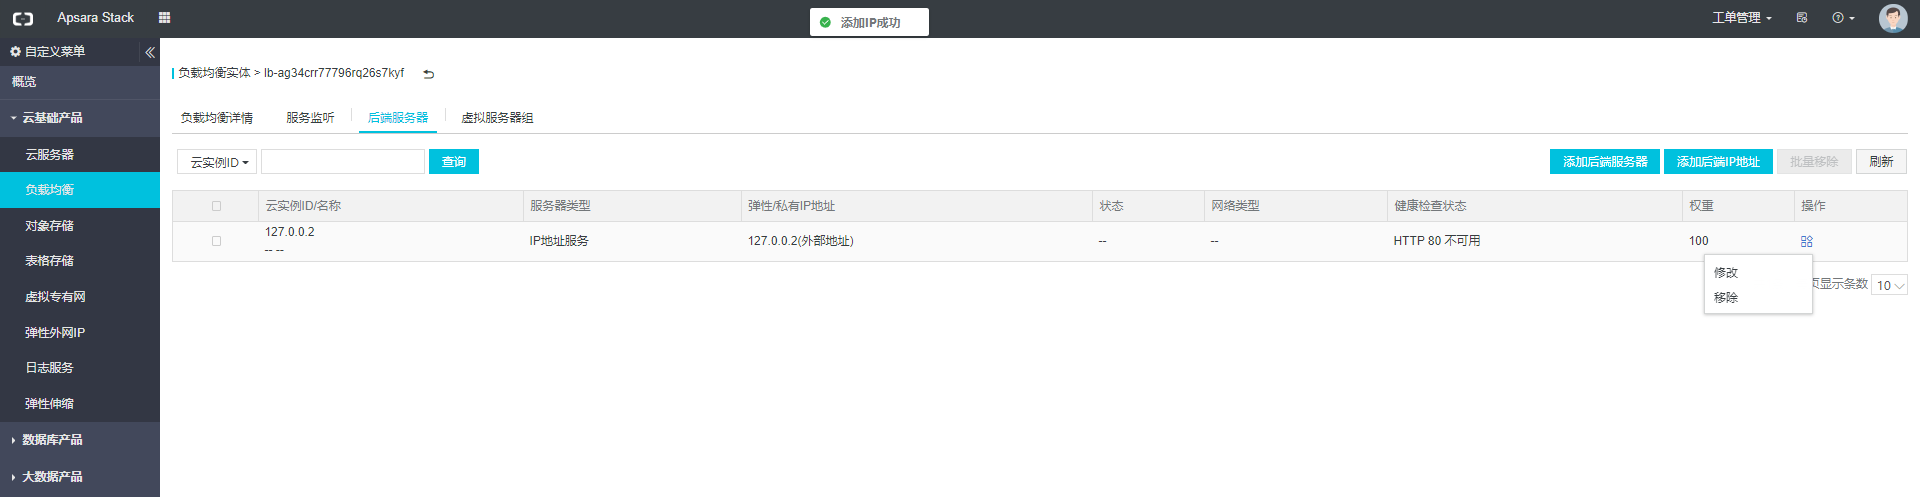 Apsara Stack
添加IP成功
工单管理
自定义菜单
概览
云基础产品
云服务器
负载均衡
对象存储
表格存储
虚拟专有网
弹性外网IP
日志服务
弹性伸缩
数据库产品
大数据产品
负载均衡实体 > lb-ag34crr77796rq26s7kyf
负载均衡详情 服务监听 后端服务器 虚拟服务器组
云实例ID 查询 添加后端服务器 添加后端IP地址 批量移除 刷新
云实例ID/名称 服务器类型 弹性/私有IP地址 状态 网络类型 健康检查状态 权重 操作
127.0.0.2
-- --
IP地址服务 127.0.0.2(外部地址) -- -- HTTP 80 不可用 100
修改
移除
页显示条数 10